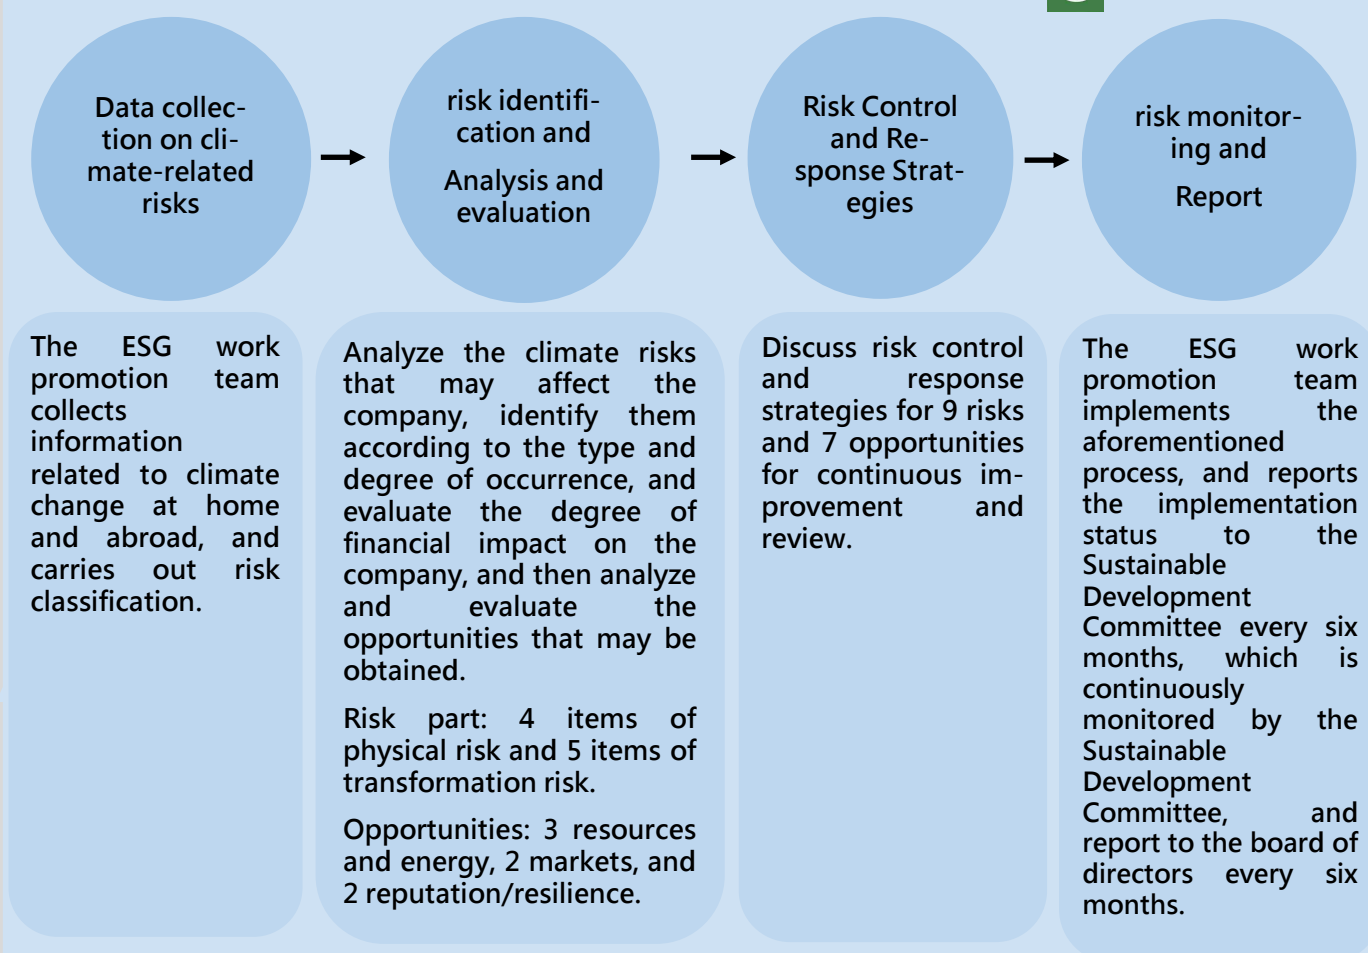 Data collec-
tion on cli-
mate-related
risks
risk identifi-
cation and
Analysis and
evaluation
Risk Control
and Re-
sponse Strat-
egies
risk monitor-
ing and
Report
The ESG work
promotion team
collects
information
related to climate
change at home
and abroad, and
carries out risk
classification.
Analyze the climate risks
that may affect the
company, identify them
according to the type and
degree of occurrence, and
evaluate the degree of
financial impact on the
company, and then analyze
and evaluate the
opportunities that may be
obtained.
Risk part: 4 items of
physical risk and 5 items of
transformation risk.
Opportunities: 3 resources
and energy, 2 markets, and
2 reputation/resilience.
Discuss risk control
and response
strategies for 9 risks
and 7 opportunities
for continuous im-
provement and
review.
The ESG work
promotion team
implements the
aforementioned
process, and reports
the implementation
status to the
Sustainable
Development
Committee every six
months, which is
continuously
monitored by the
Sustainable
Development
Committee, and
report to the board of
directors every six
months.